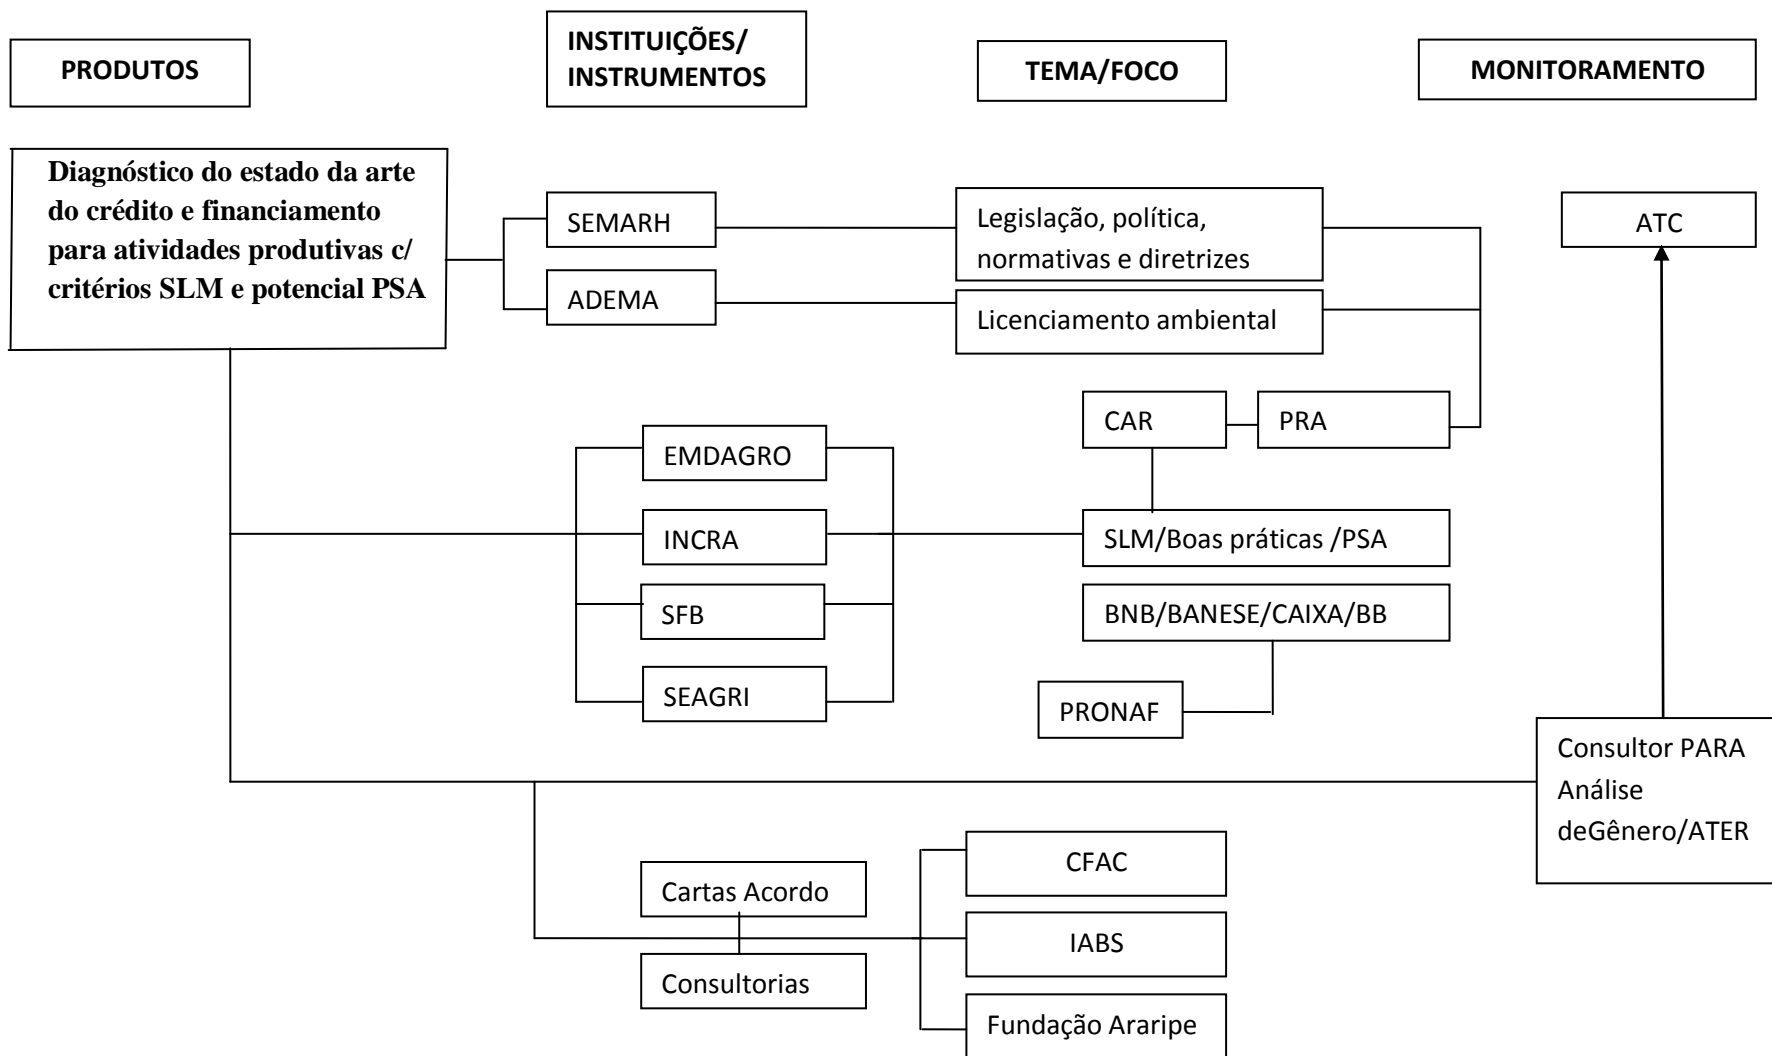 PRODUTOS
INSTITUIÇÕES/
INSTRUMENTOS
TEMA/FOCO
MONITORAMENTO
Diagnóstico do estado da arte
do crédito e financiamento
para atividades produtivas c/
critérios SLM e potencial PSA
SEMARH
ADEMA
Legislação, política,
normativas e diretrizes
Licenciamento ambiental
ATC
CAR
PRA
EMDAGRO
INCRA
SFB
SEAGRI
SLM/Boas práticas /PSA
BNB/BANESE/CAIXA/BB
PRONAF
Consultor PARA
Análise
deGênero/ATER
Cartas Acordo
Consultorias
CFAC
IABS
Fundação Araripe